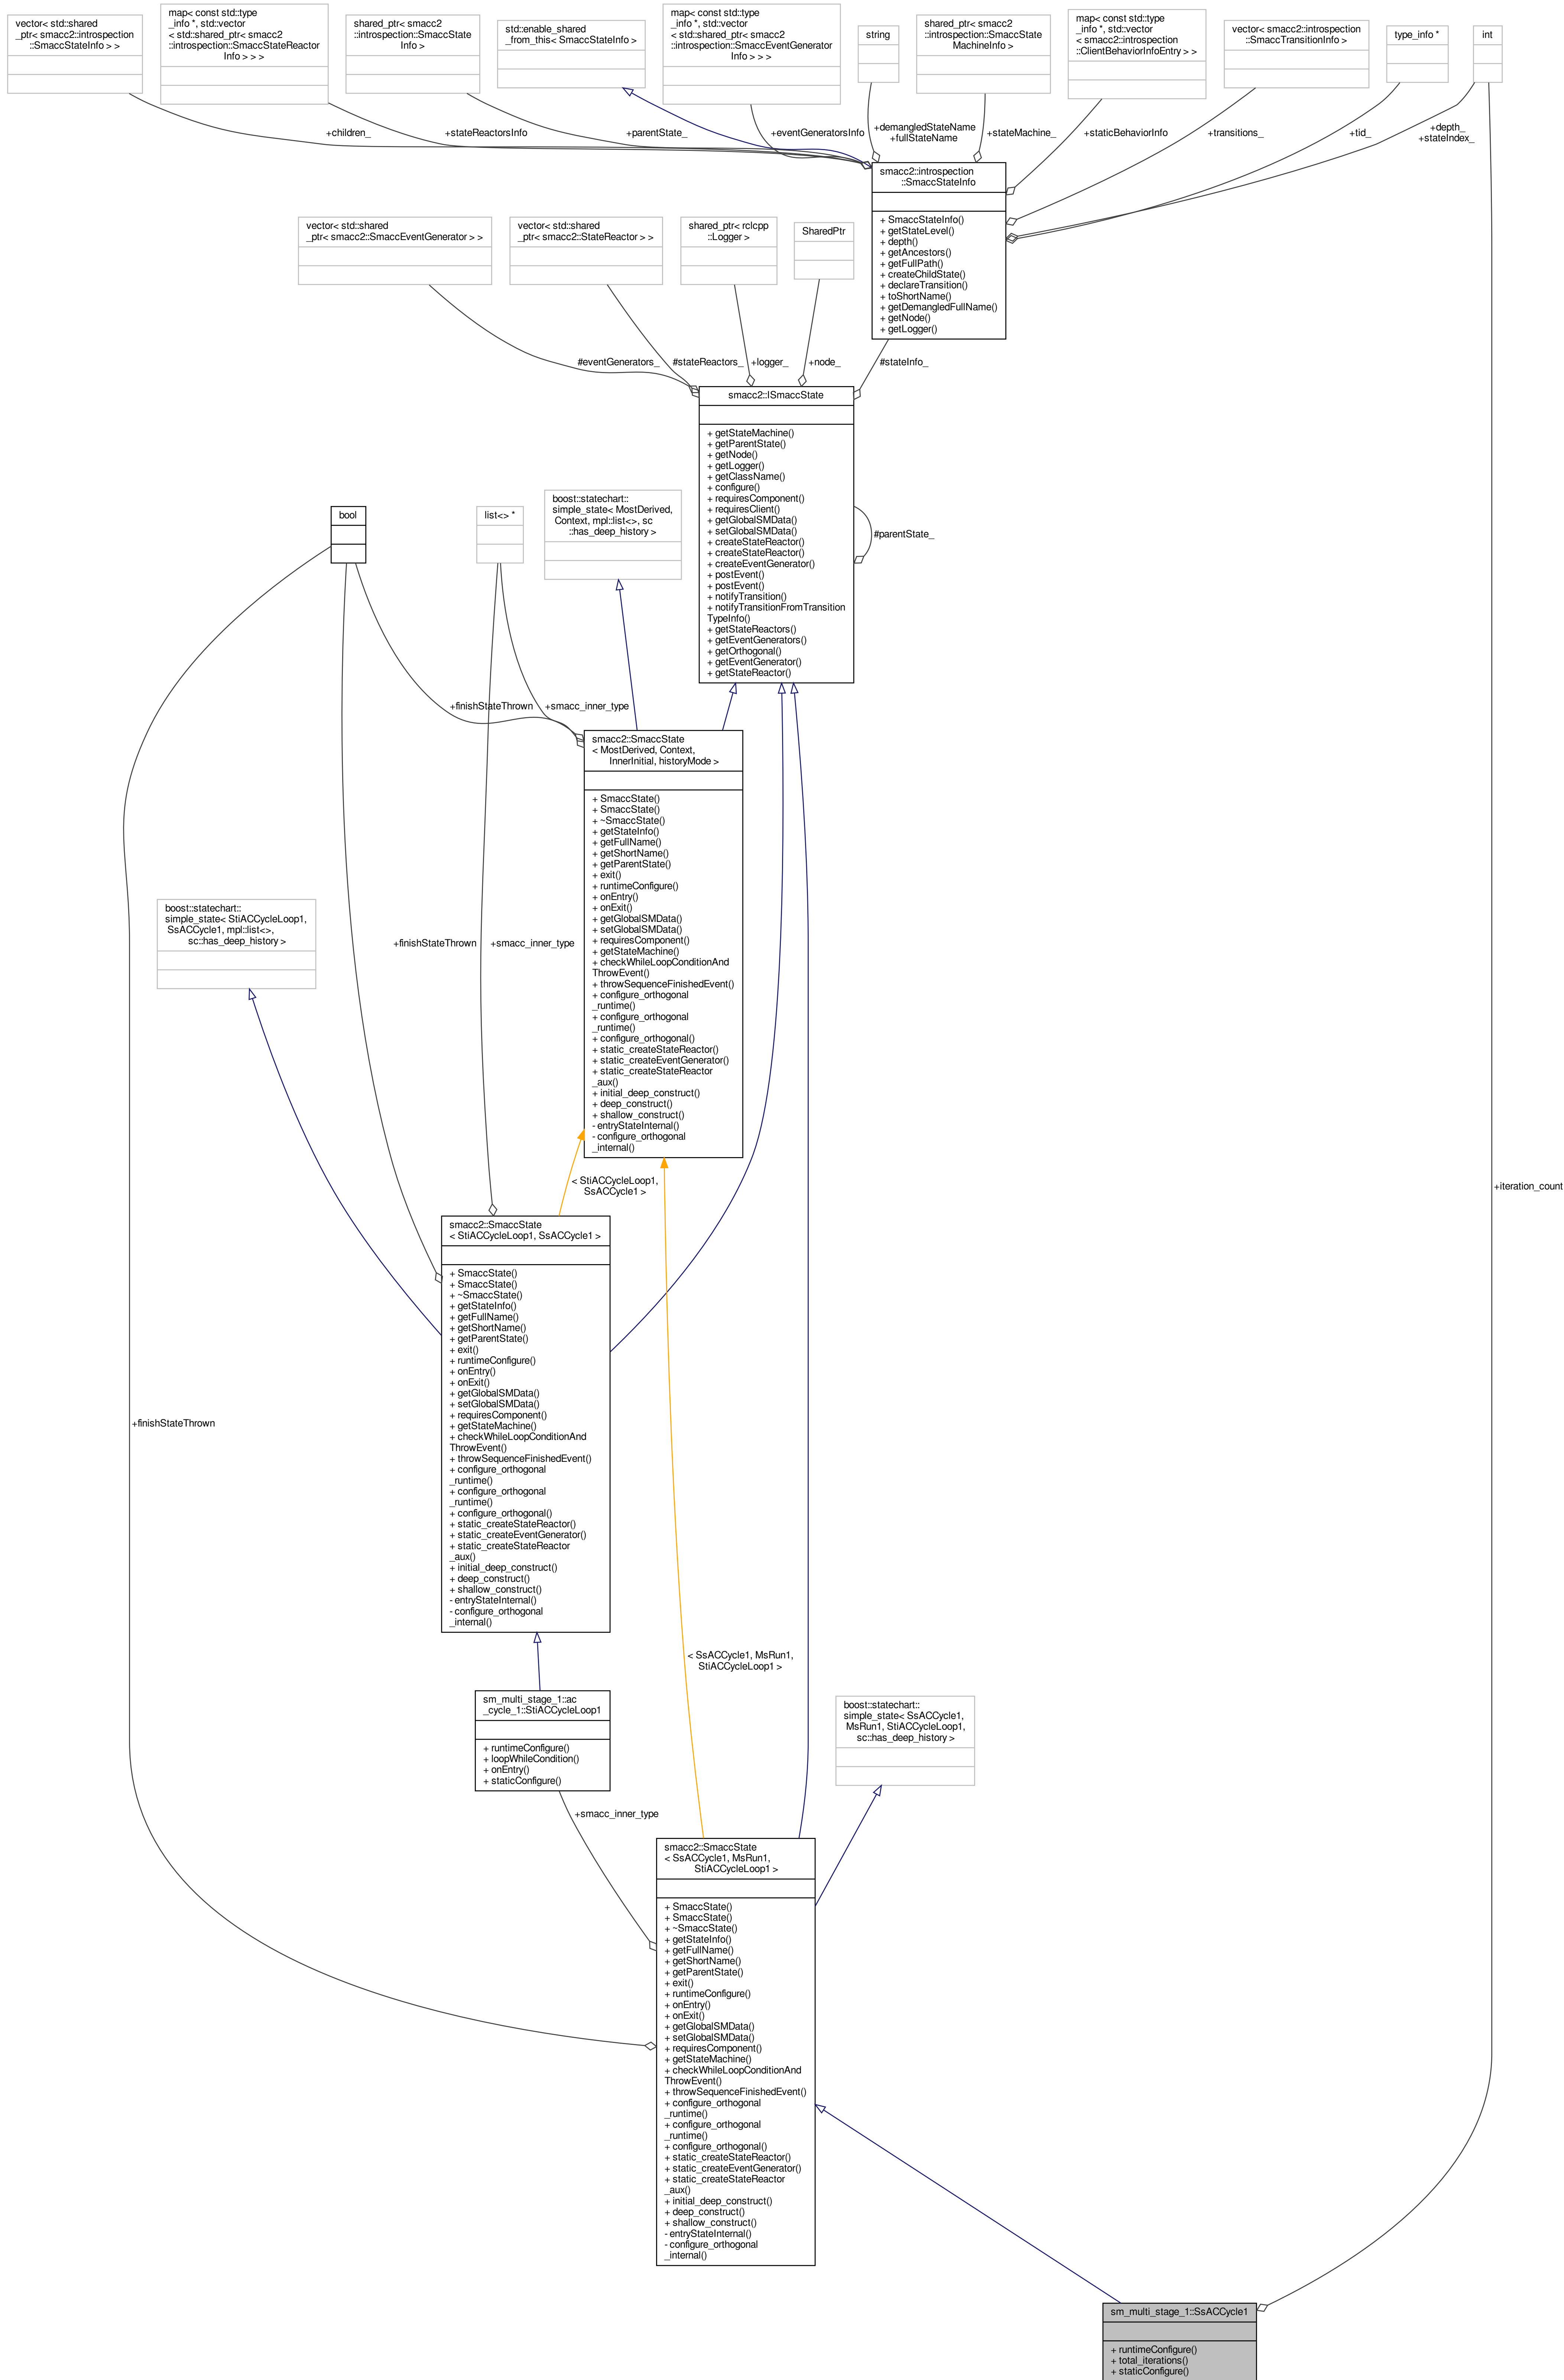 vector< std::shared
_ptr< smacc2::introspection
::SmaccStateInfo > >
map< const std::type
_info *, std::vector
< std::shared_ptr< smacc2
::introspection::SmaccStateReactor
Info > > >
shared_ptr< smacc2
::introspection::SmaccState
Info >
std::enable_shared
_from_this< SmaccStateInfo >
map< const std::type
_info *, std::vector
< std::shared_ptr< smacc2
::introspection::SmaccEventGenerator
Info > > >
string
shared_ptr< smacc2
::introspection::SmaccState
MachineInfo >
map< const std::type
_info *, std::vector
< smacc2::introspection
::ClientBehaviorInfoEntry > >
vector< smacc2::introspection
::SmaccTransitionInfo >
type_info *
int
+children_
+stateReactorsInfo
+parentState_
+eventGeneratorsInfo
+demangledStateName
+fullStateName
+stateMachine_
+staticBehaviorInfo
+transitions_
+tid_
+depth_
+stateIndex_
smacc2::introspection
::SmaccStateInfo
+ SmaccStateInfo()
+ getStateLevel()
+ depth()
+ getAncestors()
+ getFullPath()
+ createChildState()
+ declareTransition()
+ toShortName()
+ getDemangledFullName()
+ getNode()
+ getLogger()
vector< std::shared
_ptr< smacc2::SmaccEventGenerator > >
vector< std::shared
_ptr< smacc2::StateReactor > >
shared_ptr< rclcpp
::Logger >
SharedPtr
#eventGenerators_
#stateReactors_
+logger_
+node_
#stateInfo_
smacc2::ISmaccState
+ getStateMachine()
+ getParentState()
+ getNode()
+ getLogger()
+ getClassName()
+ configure()
+ requiresComponent()
+ requiresClient()
+ getGlobalSMData()
+ setGlobalSMData()
+ createStateReactor()
+ createStateReactor()
+ createEventGenerator()
+ postEvent()
+ postEvent()
+ notifyTransition()
+ notifyTransitionFromTransition
TypeInfo()
+ getStateReactors()
+ getEventGenerators()
+ getOrthogonal()
+ getEventGenerator()
+ getStateReactor()
#parentState_
bool
list<> *
boost::statechart::
simple_state< MostDerived,
Context, mpl::list<>, sc
::has_deep_history >
+finishStateThrown
+smacc_inner_type
smacc2::SmaccState
< MostDerived, Context,
InnerInitial, historyMode >
+ SmaccState()
+ SmaccState()
+ ~SmaccState()
+ getStateInfo()
+ getFullName()
+ getShortName()
+ getParentState()
+ exit()
+ runtimeConfigure()
+ onEntry()
+ onExit()
+ getGlobalSMData()
+ setGlobalSMData()
+ requiresComponent()
+ getStateMachine()
+ checkWhileLoopConditionAnd
ThrowEvent()
+ throwSequenceFinishedEvent()
+ configure_orthogonal
_runtime()
+ configure_orthogonal
_runtime()
+ configure_orthogonal()
+ static_createStateReactor()
+ static_createEventGenerator()
+ static_createStateReactor
_aux()
+ initial_deep_construct()
+ deep_construct()
+ shallow_construct()
- entryStateInternal()
- configure_orthogonal
_internal()
boost::statechart::
simple_state< StiACCycleLoop1,
SsACCycle1, mpl::list<>,
sc::has_deep_history >
+finishStateThrown
+smacc_inner_type
< StiACCycleLoop1,
SsACCycle1 >
+iteration_count
smacc2::SmaccState
< StiACCycleLoop1, SsACCycle1 >
+ SmaccState()
+ SmaccState()
+ ~SmaccState()
+ getStateInfo()
+ getFullName()
+ getShortName()
+ getParentState()
+ exit()
+ runtimeConfigure()
+ onEntry()
+ onExit()
+ getGlobalSMData()
+ setGlobalSMData()
+ requiresComponent()
+ getStateMachine()
+ checkWhileLoopConditionAnd
ThrowEvent()
+ throwSequenceFinishedEvent()
+ configure_orthogonal
_runtime()
+ configure_orthogonal
_runtime()
+ configure_orthogonal()
+ static_createStateReactor()
+ static_createEventGenerator()
+ static_createStateReactor
_aux()
+ initial_deep_construct()
+ deep_construct()
+ shallow_construct()
- entryStateInternal()
- configure_orthogonal
_internal()
+finishStateThrown
< SsACCycle1, MsRun1,
StiACCycleLoop1 >
sm_multi_stage_1::ac
_cycle_1::StiACCycleLoop1
+ runtimeConfigure()
+ loopWhileCondition()
+ onEntry()
+ staticConfigure()
boost::statechart::
simple_state< SsACCycle1,
MsRun1, StiACCycleLoop1,
sc::has_deep_history >
+smacc_inner_type
smacc2::SmaccState
< SsACCycle1, MsRun1,
StiACCycleLoop1 >
+ SmaccState()
+ SmaccState()
+ ~SmaccState()
+ getStateInfo()
+ getFullName()
+ getShortName()
+ getParentState()
+ exit()
+ runtimeConfigure()
+ onEntry()
+ onExit()
+ getGlobalSMData()
+ setGlobalSMData()
+ requiresComponent()
+ getStateMachine()
+ checkWhileLoopConditionAnd
ThrowEvent()
+ throwSequenceFinishedEvent()
+ configure_orthogonal
_runtime()
+ configure_orthogonal
_runtime()
+ configure_orthogonal()
+ static_createStateReactor()
+ static_createEventGenerator()
+ static_createStateReactor
_aux()
+ initial_deep_construct()
+ deep_construct()
+ shallow_construct()
- entryStateInternal()
- configure_orthogonal
_internal()
sm_multi_stage_1::SsACCycle1
+ runtimeConfigure()
+ total_iterations()
+ staticConfigure()